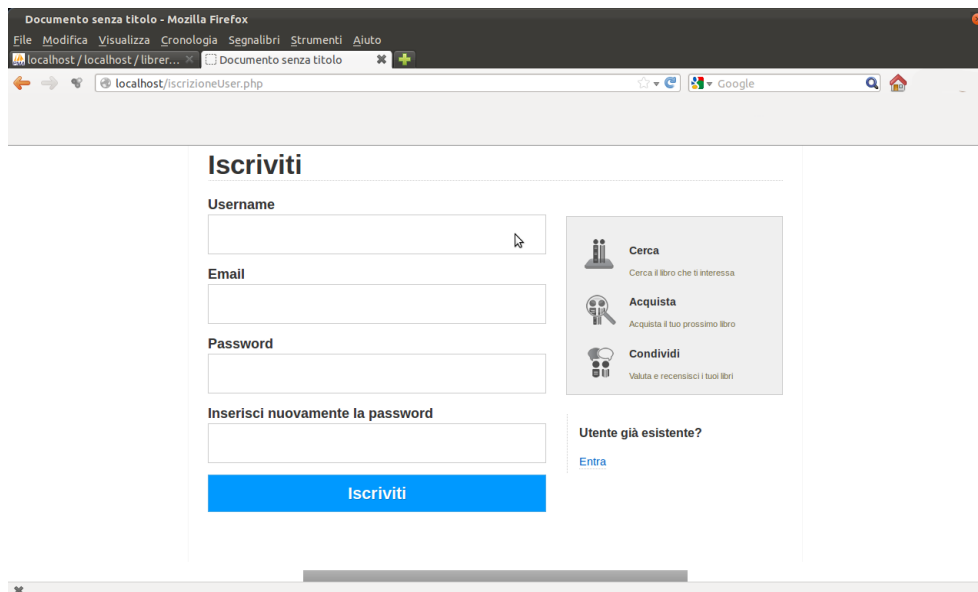 Documento senza titolo - Mozilla Firefox
File Modifica Visualizza Cronologia Segnalibri Strumenti Aiuto
localhost / localhost / librer... Documento senza titolo
localhost/iscrizioneUser.php Google
Iscriviti
Username
Email
Password
Inserisci nuovamente la password
Iscriviti
Cerca
Cerca il libro che ti interessa
Acquista
Acquista il tuo prossimo libro
Condividi
Valuta e recensisci i tuoi libri
Utente già esistente?
Entra